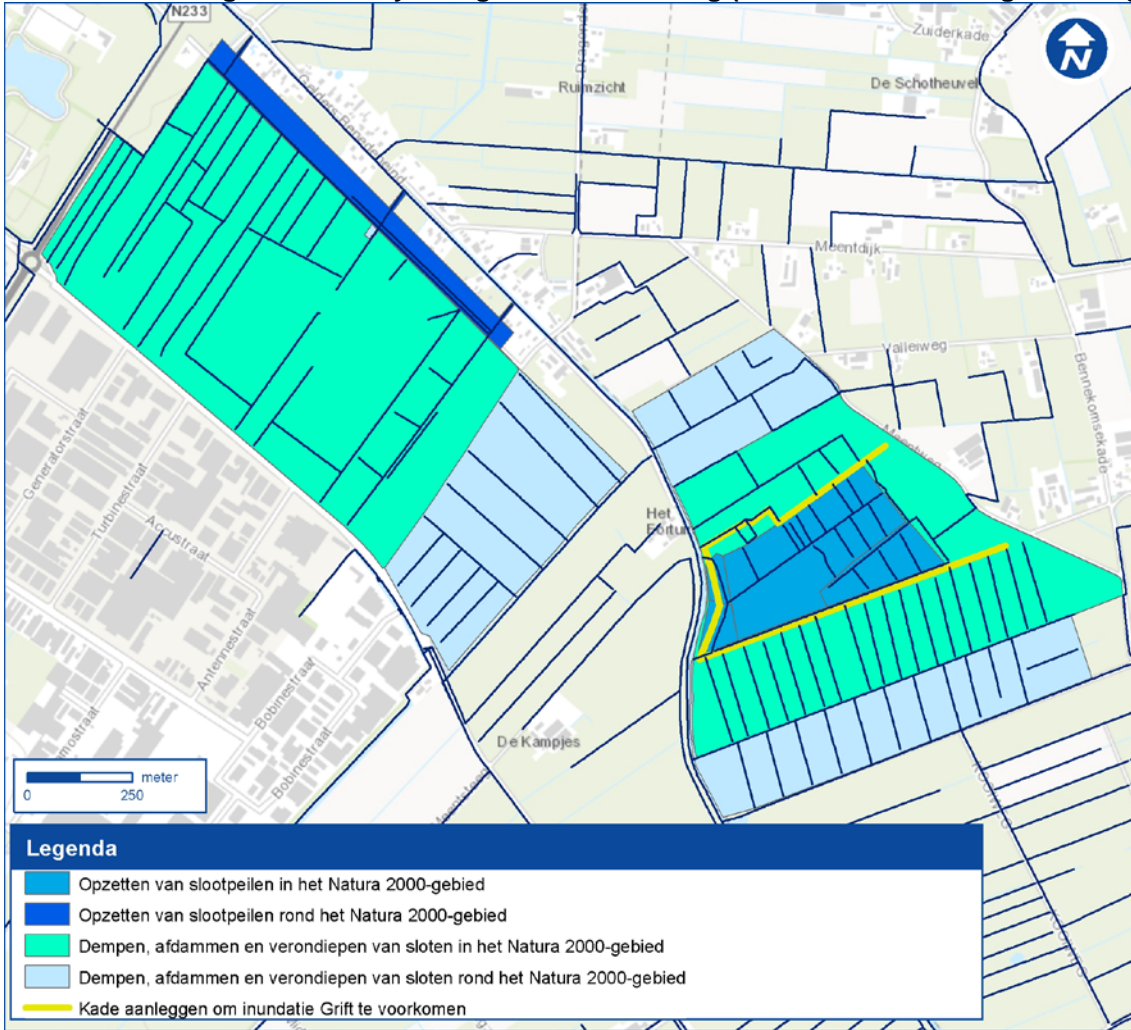 N233
Zuiderkade
N
Ruimzicht
De Schotheuvel
Meentdijk
Valleiweg
Bennekomsekade
Generatorstraat
Turbinestraat
Accustraat
Antennestraat
Bobinestraat
Bobinestraat
Het
De Kampjes
meter
0 250
Legenda
Opzetten van slootpeilen in het Natura 2000-gebied
Opzetten van slootpeilen rond het Natura 2000-gebied
Dempen, afdammen en verondiepen van sloten in het Natura 2000-gebied
Dempen, afdammen en verondiepen van sloten rond het Natura 2000-gebied
Kade aanleggen om inundatie Grift te voorkomen